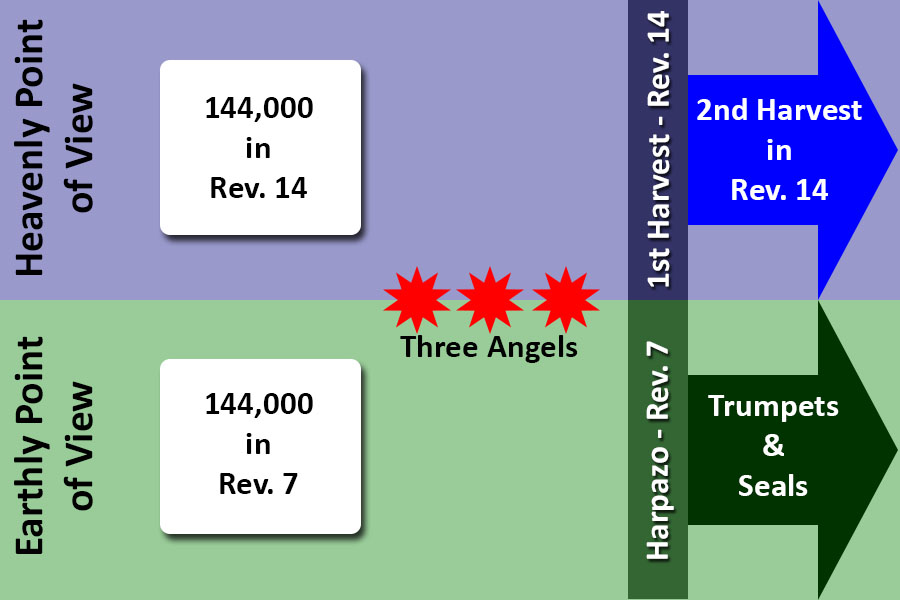 Heavenly Point
of View
144,000
in
Rev. 14
1st Harvest - Rev. 14
2nd Harvest
in
Rev. 14
Three Angels
Earthly Point
of View
144,000
in
Rev. 7
Harpazo - Rev. 7
Trumpets
&
Seals